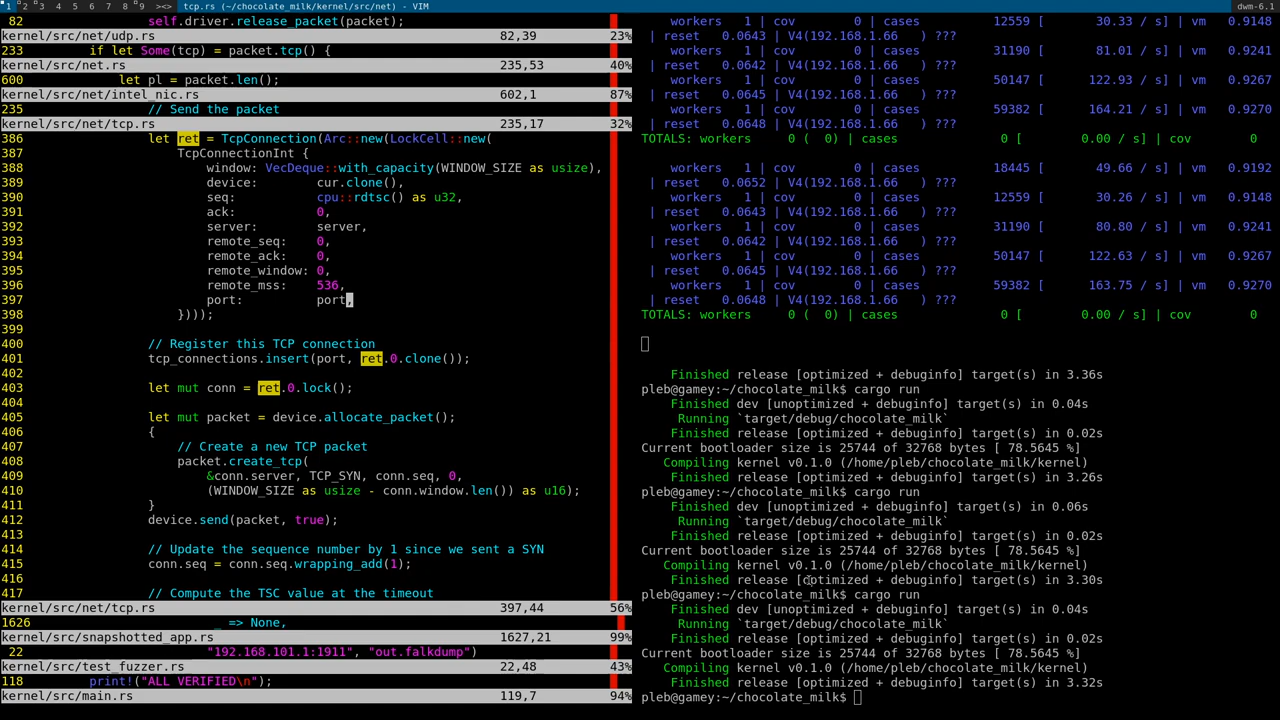 1 2 3 4 5 6 7 8 9 ><> tcp.rs (~/chocolate_milk/kernel/src/net) - VIM dwm-6.1
82 self.driver.release_packet(packet);
kernel/src/net/udp.rs 82,39 23%
233 if let Some(tcp) = packet.tcp() {
kernel/src/net.rs 235,53 40%
600 let pl = packet.len();
kernel/src/net/intel_nic.rs 602,1 87%
235 // Send the packet
kernel/src/net/tcp.rs 235,17 32%
386 let ret = TcpConnection(Arc::new(LockCell::new(
387 TcpConnectionInt {
388 window: VecDeque::with_capacity(WINDOW_SIZE as usize),
389 device: cur.clone(),
390 seq: cpu::rdtsc() as u32,
391 ack: 0,
392 server: server,
393 remote_seq: 0,
394 remote_ack: 0,
395 remote_window: 0,
396 remote_mss: 536,
397 port: port,
398 })));
399
400 // Register this TCP connection
401 tcp_connections.insert(port, ret.0.clone());
402
403 let mut conn = ret.0.lock();
404
405 let mut packet = device.allocate_packet();
406 {
407 // Create a new TCP packet
408 packet.create_tcp(
409 &conn.server, TCP_SYN, conn.seq, 0,
410 (WINDOW_SIZE as usize - conn.window.len()) as u16);
411 }
412 device.send(packet, true);
413
414 // Update the sequence number by 1 since we sent a SYN
415 conn.seq = conn.seq.wrapping_add(1);
416
417 // Compute the TSC value at the timeout
kernel/src/net/tcp.rs 397,44 56%
1626 _ => None,
kernel/src/snapshotted_app.rs 1627,21 99%
22 "192.168.101.1:1911", "out.falkdump")
kernel/src/test_fuzzer.rs 22,48 43%
118 print!("ALL VERIFIED\n");
kernel/src/main.rs 119,7 94%
workers 1 | cov 0 | cases 12559 [ 30.33 / s] | vm 0.9148
| reset 0.0643 | V4(192.168.1.66 ) ???
workers 1 | cov 0 | cases 31190 [ 81.01 / s] | vm 0.9241
| reset 0.0642 | V4(192.168.1.66 ) ???
workers 1 | cov 0 | cases 50147 [ 122.93 / s] | vm 0.9267
| reset 0.0645 | V4(192.168.1.66 ) ???
workers 1 | cov 0 | cases 59382 [ 164.21 / s] | vm 0.9270
| reset 0.0648 | V4(192.168.1.66 ) ???
TOTALS: workers 0 ( 0) | cases 0 [ 0.00 / s] | cov 0
workers 1 | cov 0 | cases 18445 [ 49.66 / s] | vm 0.9192
| reset 0.0652 | V4(192.168.1.66 ) ???
workers 1 | cov 0 | cases 12559 [ 30.26 / s] | vm 0.9148
| reset 0.0643 | V4(192.168.1.66 ) ???
workers 1 | cov 0 | cases 31190 [ 80.80 / s] | vm 0.9241
| reset 0.0642 | V4(192.168.1.66 ) ???
workers 1 | cov 0 | cases 50147 [ 122.63 / s] | vm 0.9267
| reset 0.0645 | V4(192.168.1.66 ) ???
workers 1 | cov 0 | cases 59382 [ 163.75 / s] | vm 0.9270
| reset 0.0648 | V4(192.168.1.66 ) ???
TOTALS: workers 0 ( 0) | cases 0 [ 0.00 / s] | cov 0
Finished release [optimized + debuginfo] target(s) in 3.36s
pleb@gamey:~/chocolate_milk$ cargo run
Finished dev [unoptimized + debuginfo] target(s) in 0.04s
Running `target/debug/chocolate_milk`
Finished release [optimized + debuginfo] target(s) in 0.02s
Current bootloader size is 25744 of 32768 bytes [ 78.5645 %]
Compiling kernel v0.1.0 (/home/pleb/chocolate_milk/kernel)
Finished release [optimized + debuginfo] target(s) in 3.26s
pleb@gamey:~/chocolate_milk$ cargo run
Finished dev [unoptimized + debuginfo] target(s) in 0.06s
Running `target/debug/chocolate_milk`
Finished release [optimized + debuginfo] target(s) in 0.02s
Current bootloader size is 25744 of 32768 bytes [ 78.5645 %]
Compiling kernel v0.1.0 (/home/pleb/chocolate_milk/kernel)
Finished release [optimized + debuginfo] target(s) in 3.30s
pleb@gamey:~/chocolate_milk$ cargo run
Finished dev [unoptimized + debuginfo] target(s) in 0.04s
Running `target/debug/chocolate_milk`
Finished release [optimized + debuginfo] target(s) in 0.02s
Current bootloader size is 25744 of 32768 bytes [ 78.5645 %]
Compiling kernel v0.1.0 (/home/pleb/chocolate_milk/kernel)
Finished release [optimized + debuginfo] target(s) in 3.32s
pleb@gamey:~/chocolate_milk$